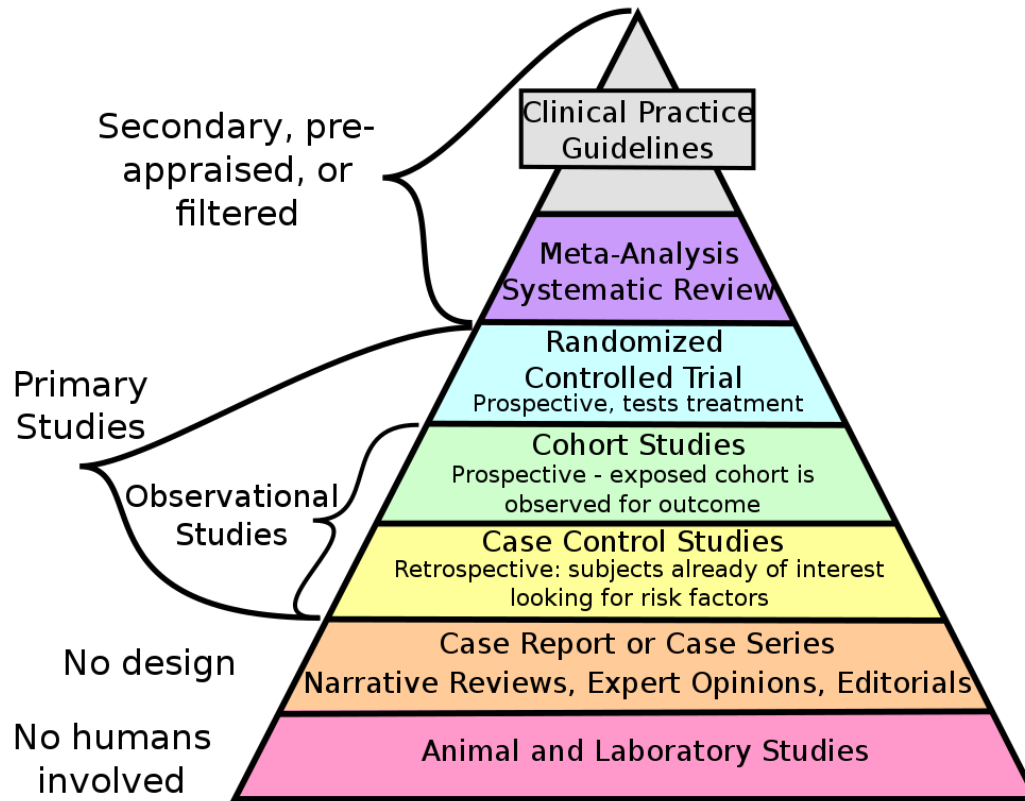 Clinical Practice
Guidelines
Secondary, pre-
appraised, or
filtered
Meta-Analysis
Systematic Review
Randomized
Controlled Trial
Prospective, tests treatment
Primary
Studies
Cohort Studies
Prospective - exposed cohort is
observed for outcome
Observational
Studies
Case Control Studies
Retrospective: subjects already of interest
looking for risk factors
No design
Case Report or Case Series
Narrative Reviews, Expert Opinions, Editorials
No humans
involved
Animal and Laboratory Studies